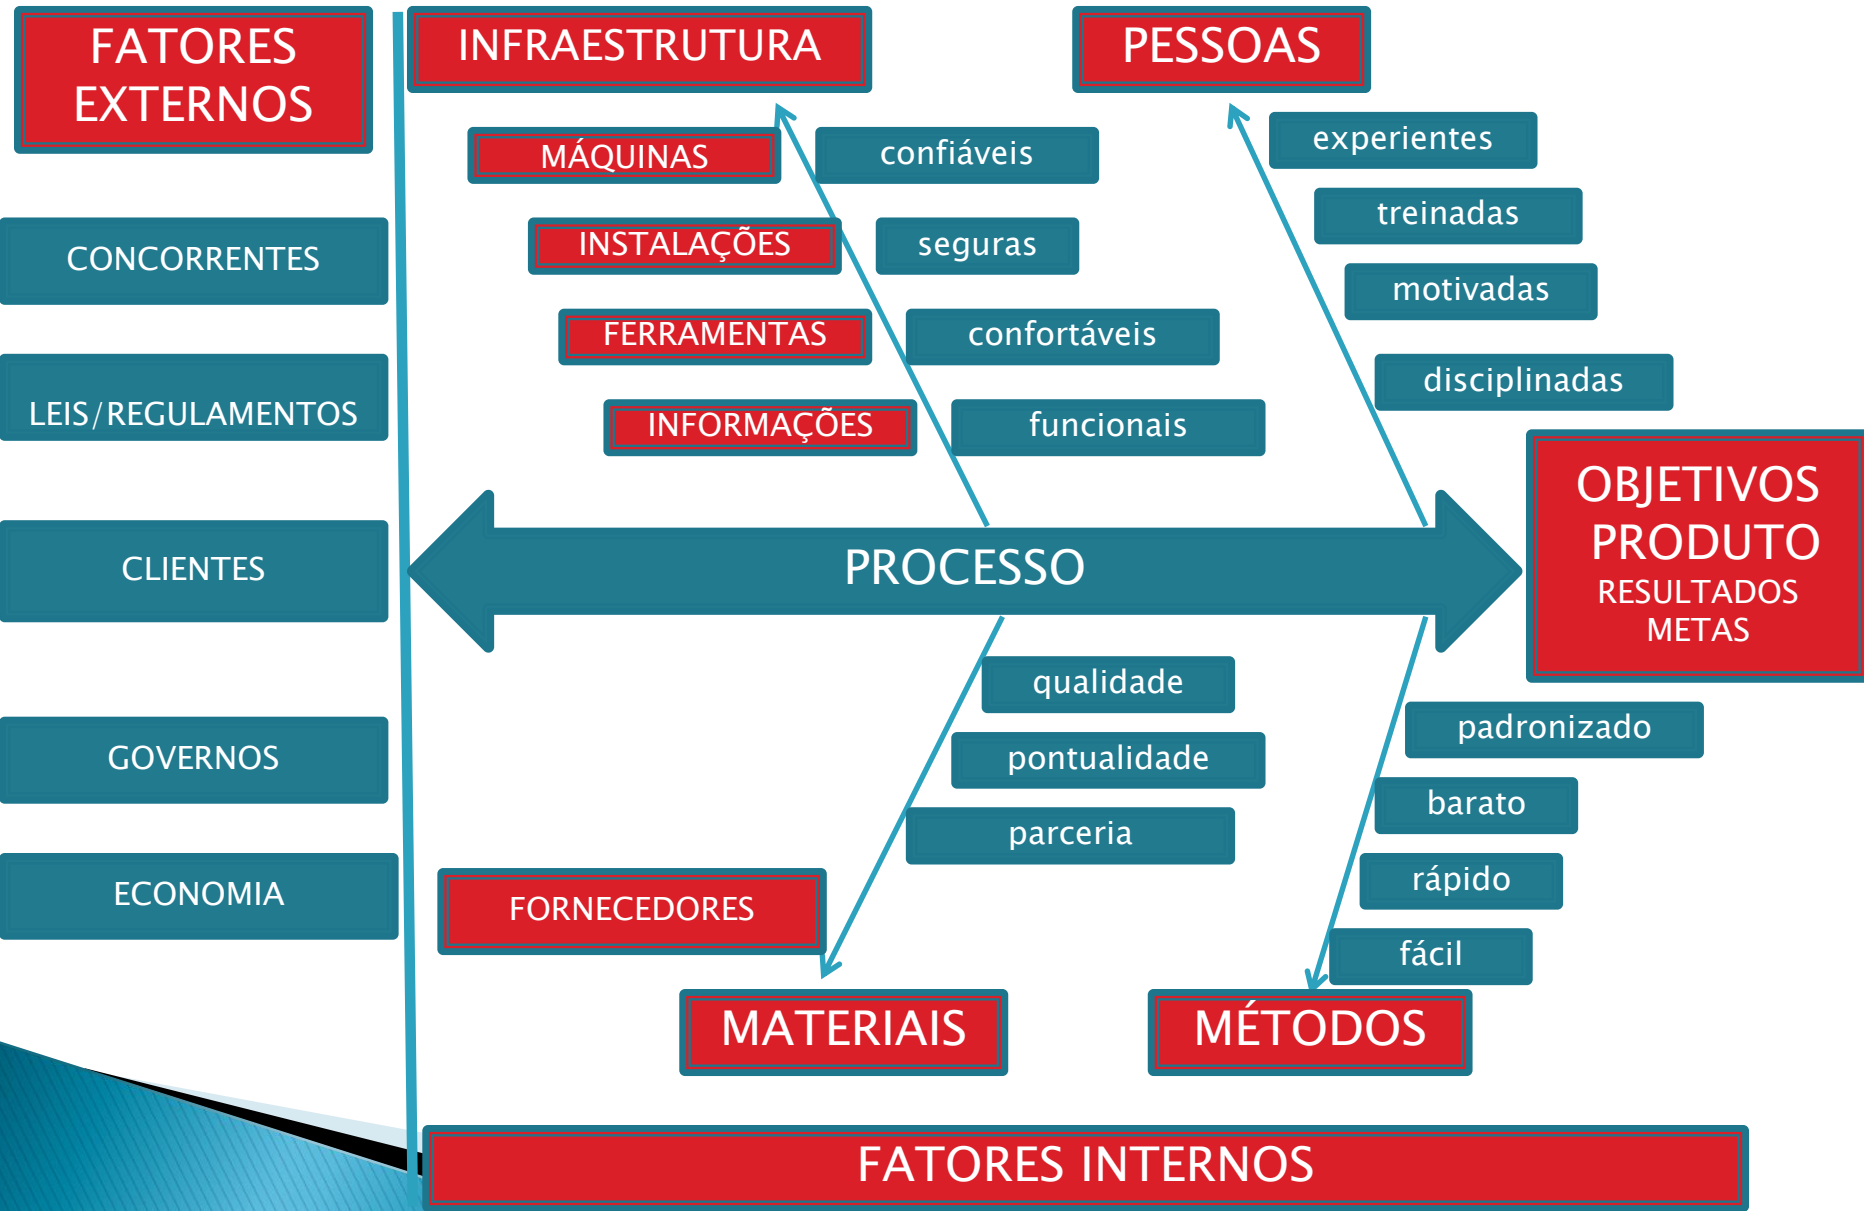 FATORES
EXTERNOS
CONCORRENTES
LEIS/REGULAMENTOS
CLIENTES
GOVERNOS
ECONOMIA
INFRAESTRUTURA
MÁQUINAS
confiáveis
INSTALAÇÕES
seguras
FERRAMENTAS
confortáveis
INFORMAÇÕES
funcionais
PESSOAS
experientes
treinadas
motivadas
disciplinadas
PROCESSO
OBJETIVOS
PRODUTO
RESULTADOS
METAS
qualidade
pontualidade
parceria
FORNECEDORES
MATERIAIS
padronizado
barato
rápido
fácil
MÉTODOS
FATORES INTERNOS